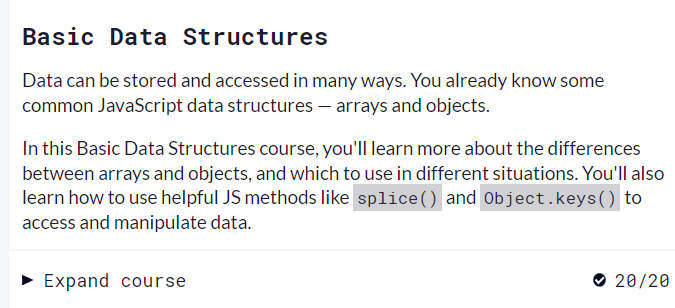 Basic Data Structures
Data can be stored and accessed in many ways. You already know some
common JavaScript data structures — arrays and objects.
In this Basic Data Structures course, you'll learn more about the differences
between arrays and objects, and which to use in different situations. You'll also
learn how to use helpful JS methods like splice() and Object.keys() to
access and manipulate data.
Expand course 20/20